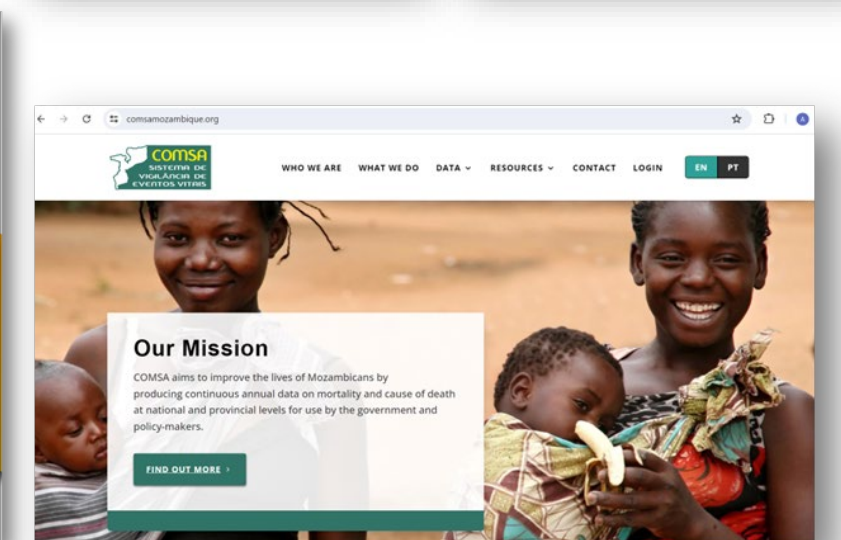 comsamozambique.org
A
COMSA
SISTEMA DE
VIGILÂNCIA DE
EVENTOS VITAIS
WHO WE ARE WHAT WE DO DATA RESOURCES CONTACT LOGIN EN PT
Our Mission
COMSA aims to improve the lives of Mozambicans by
producing continuous annual data on mortality and cause of death
at national and provincial levels for use by the government and
policy-makers.
FIND OUT MORE